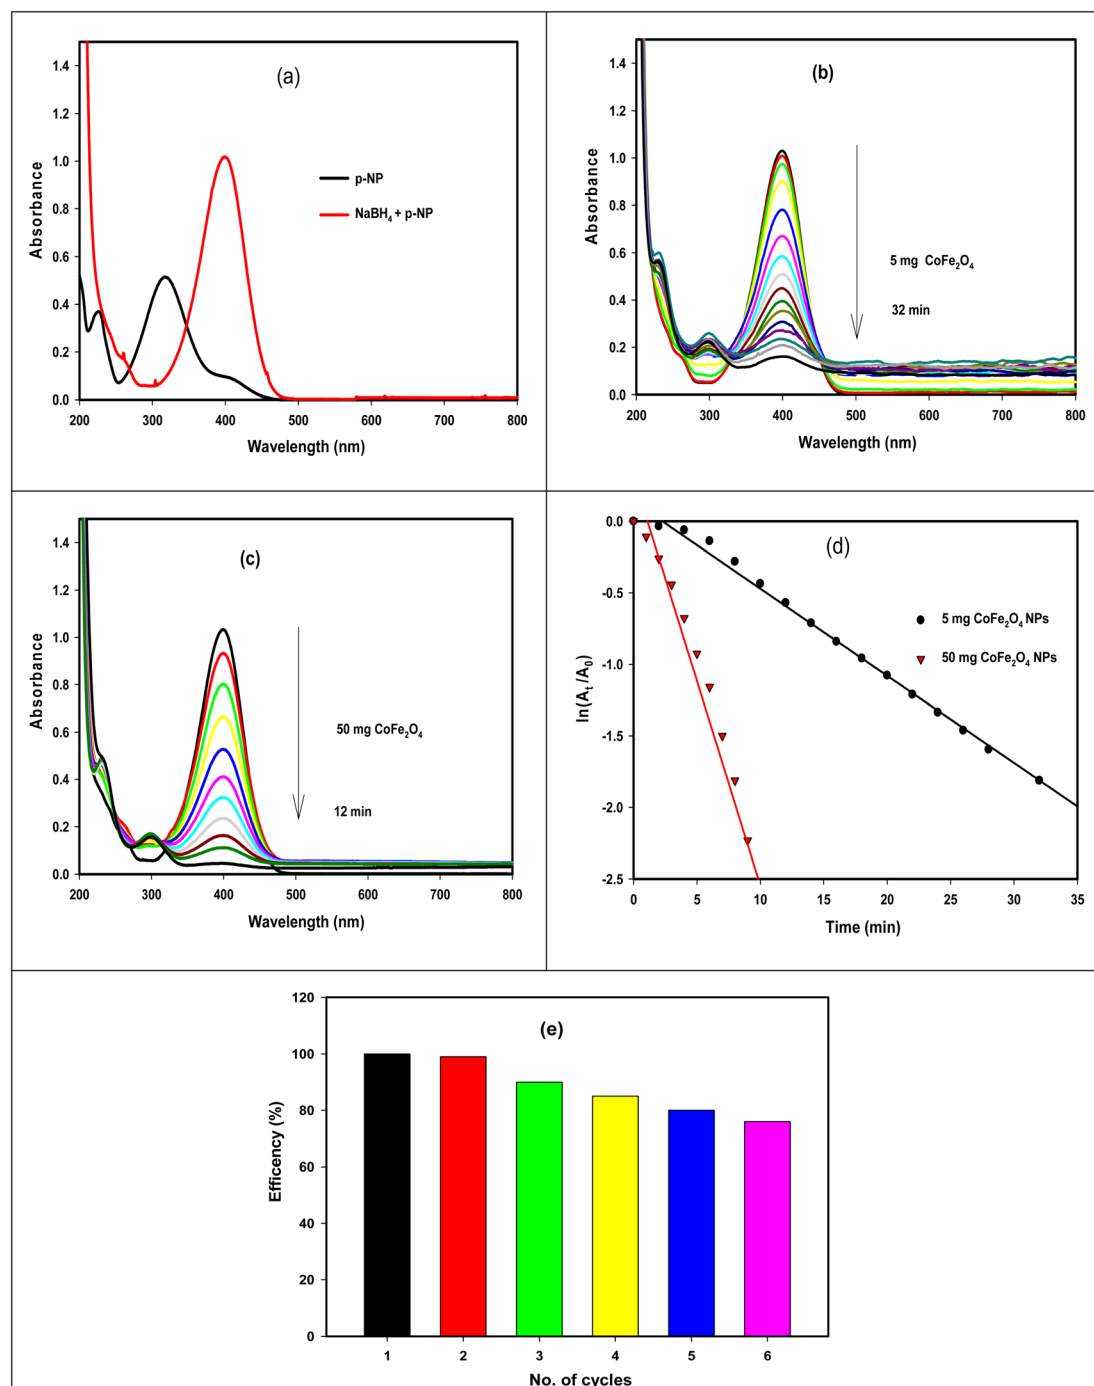 (a)
1.4
1.2
1.0
0.8
0.6
0.4
0.2
0.0
Absorbance
p-NP
NaBH₄ + p-NP
200 300 400 500 600 700 800
Wavelength (nm)
(b)
1.4
1.2
1.0
0.8
0.6
0.4
0.2
0.0
Absorbance
5 mg CoFe₂O₄
32 min
200 300 400 500 600 700 800
Wavelength (nm)
(c)
1.4
1.2
1.0
0.8
0.6
0.4
0.2
0.0
Absorbance
50 mg CoFe₂O₄
12 min
200 300 400 500 600 700 800
Wavelength (nm)
(d)
0.0
-0.5
-1.0
-1.5
-2.0
-2.5
ln(Aₜ /A₀)
5 mg CoFe₂O₄ NPs
50 mg CoFe₂O₄ NPs
0 5 10 15 20 25 30 35
Time (min)
(e)
120
100
80
60
40
20
0
Efficency (%)
1 2 3 4 5 6
No. of cycles